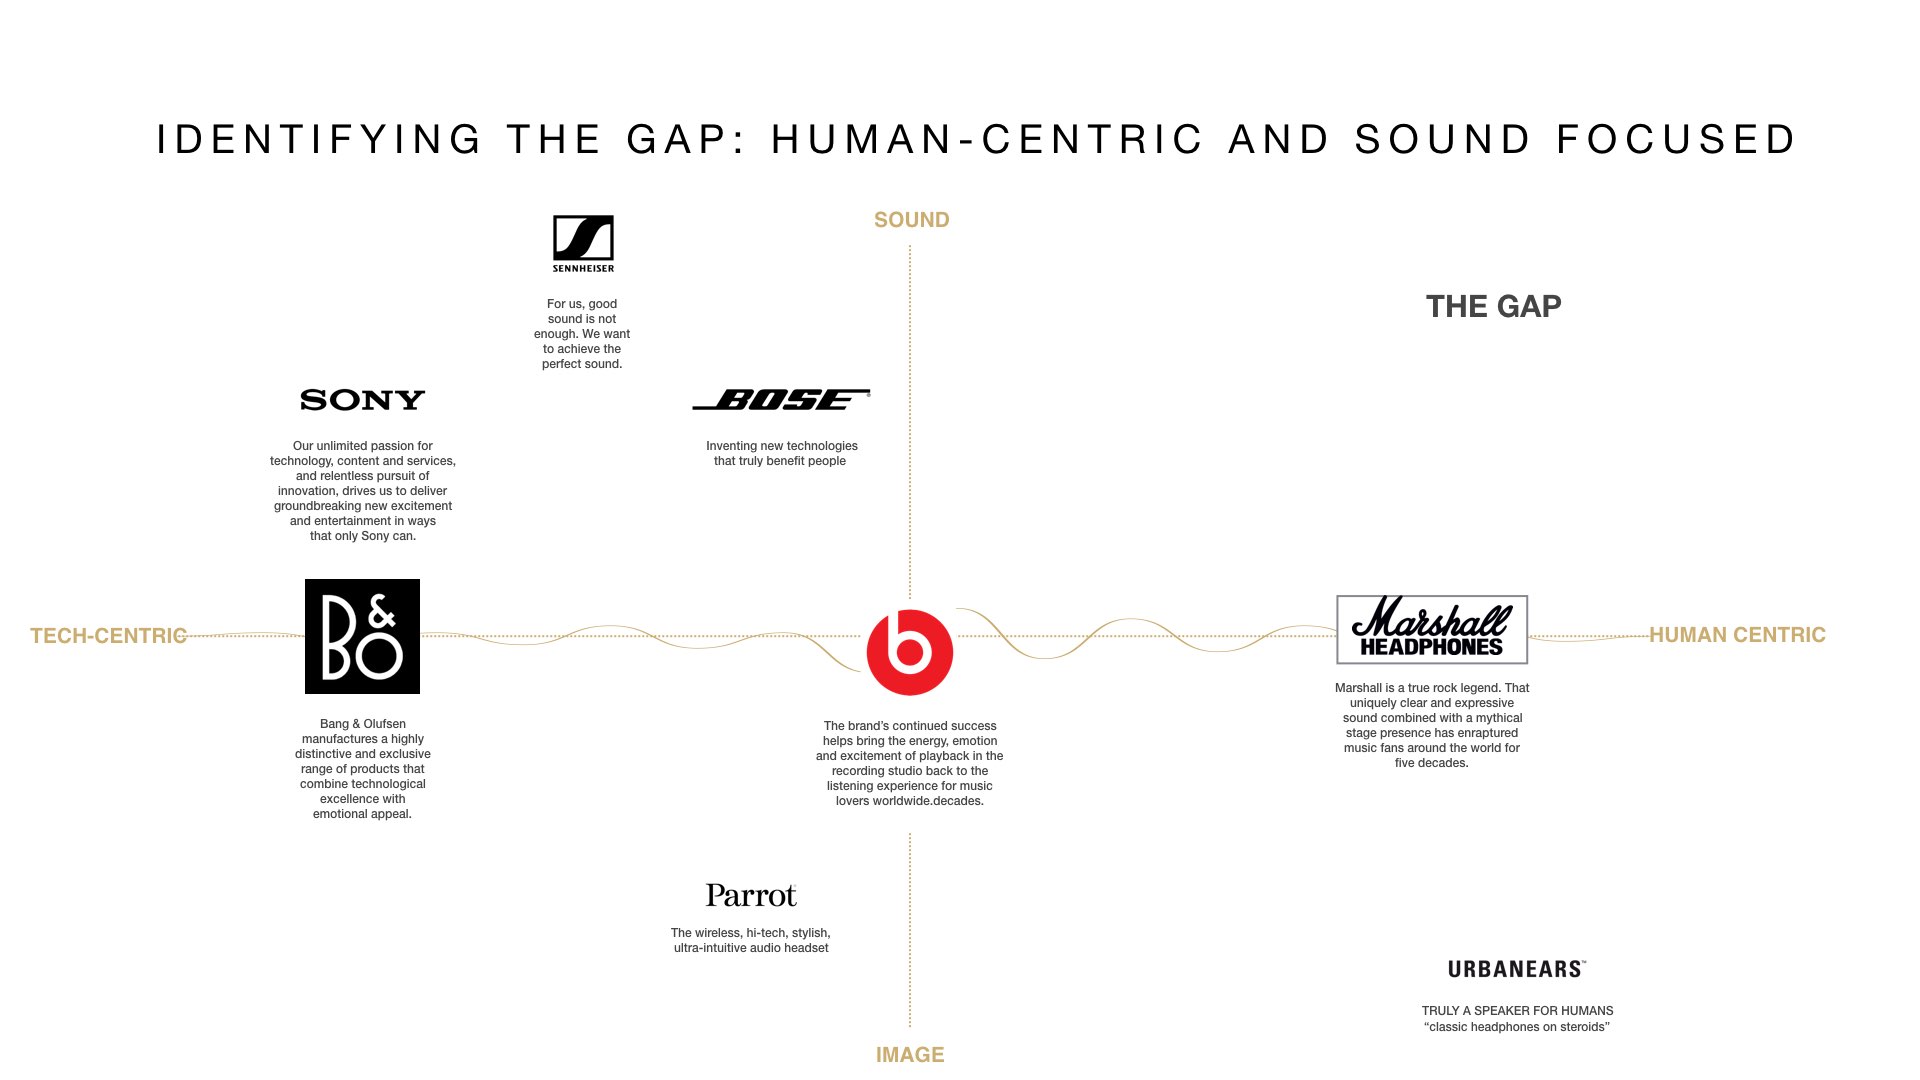 IDENTIFYING THE GAP: HUMAN-CENTRIC AND SOUND FOCUSED
SOUND
SENNHEISER
For us, good
sound is not
enough. We want
to achieve the
perfect sound.
THE GAP
SONY
Our unlimited passion for
technology, content and services,
and relentless pursuit of
innovation, drives us to deliver
groundbreaking new excitement
and entertainment in ways
that only Sony can.
BOSE
Inventing new technologies
that truly benefit people
TECH-CENTRIC
B&O
Bang & Olufsen
manufactures a highly
distinctive and exclusive
range of products that
combine technological
excellence with
emotional appeal.
b
The brand’s continued success
helps bring the energy, emotion
and excitement of playback in the
recording studio back to the
listening experience for music
lovers worldwide.decades.
Marshall
HEADPHONES
Marshall is a true rock legend. That
uniquely clear and expressive
sound combined with a mythical
stage presence has enraptured
music fans around the world for
five decades.
HUMAN CENTRIC
Parrot
The wireless, hi-tech, stylish,
ultra-intuitive audio headset
URBANEARS™
TRULY A SPEAKER FOR HUMANS
“classic headphones on steroids”
IMAGE